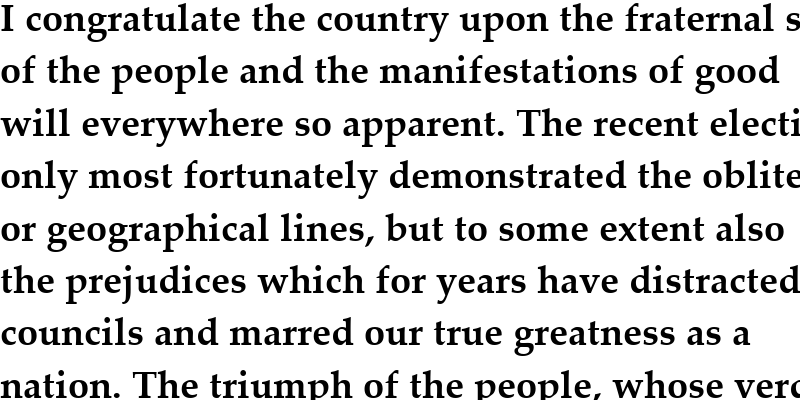 I congratulate the country upon the fraternal
of the people and the manifestations of good
will everywhere so apparent. The recent
only most fortunately demonstrated the
or geographical lines, but to some extent also
the prejudices which for years have distracted
councils and marred our true greatness as a
nation. The triumph of the people, whose